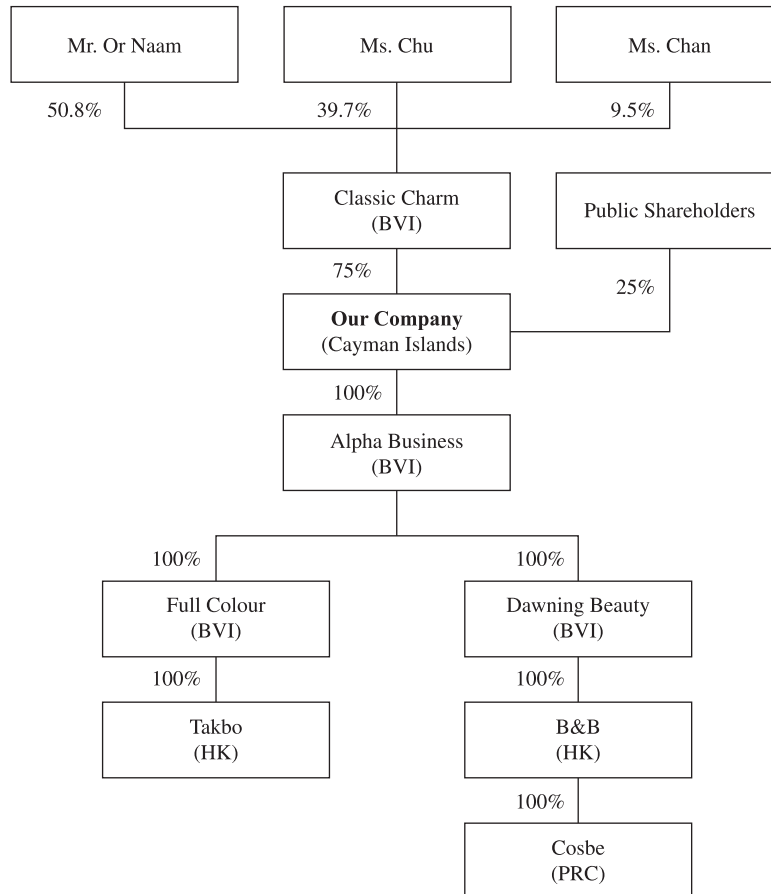 Mr. Or Naam
Ms. Chu
Ms. Chan
50.8%
39.7%
9.5%
Classic Charm
(BVI)
Public Shareholders
75%
25%
Our Company
(Cayman Islands)
100%
Alpha Business
(BVI)
100%
100%
Full Colour
(BVI)
Dawning Beauty
(BVI)
100%
100%
Takbo
(HK)
B&B
(HK)
100%
Cosbe
(PRC)